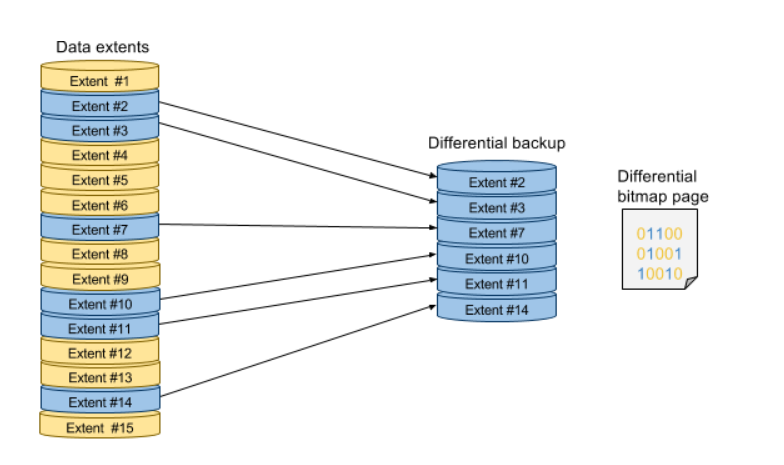 Data extents
Extent #1
Extent #2
Extent #3
Extent #4
Extent #5
Extent #6
Extent #7
Extent #8
Extent #9
Extent #10
Extent #11
Extent #12
Extent #13
Extent #14
Extent #15
Differential backup
Extent #2
Extent #3
Extent #7
Extent #10
Extent #11
Extent #14
Differential
bitmap page
01100
01001
10010